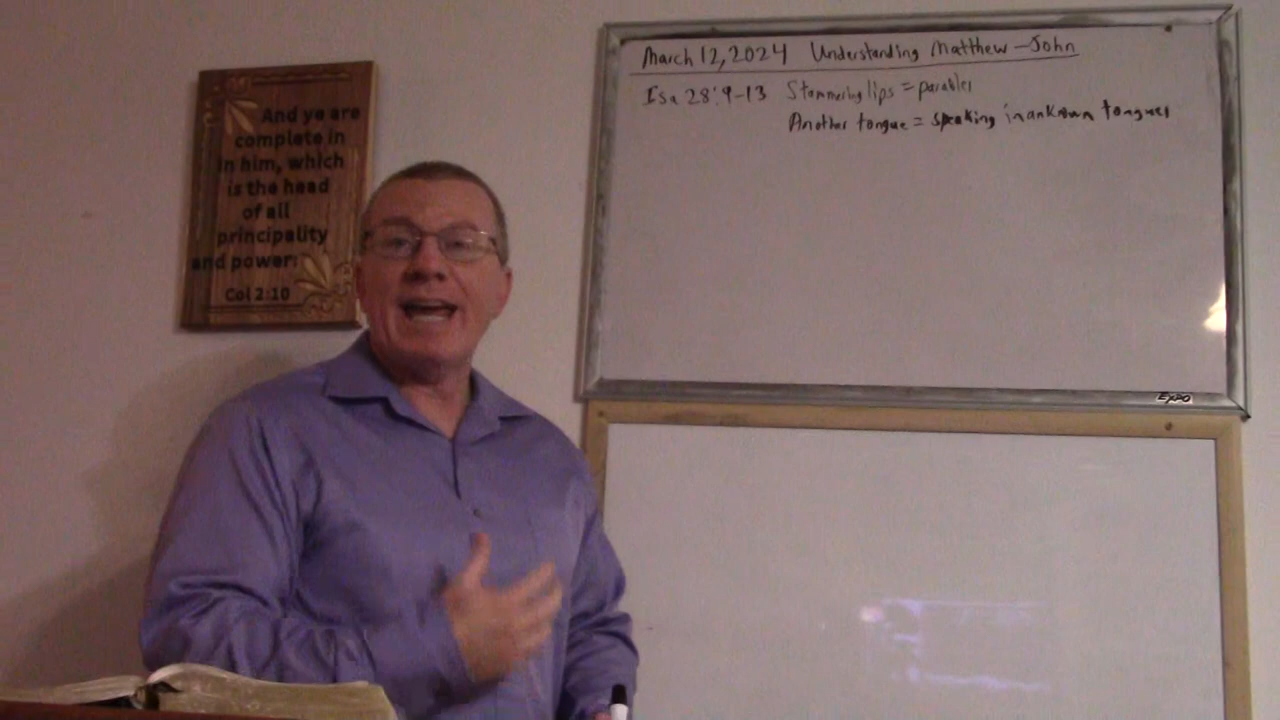 And ye are
complete in
in him, which
is the head
of all
principality
and power:
Col 2:10
March 12, 2024 Understanding Matthew-John
Isa 28:9-13 Stammering lips = parables
Another tongue = speaking in unknown tongues
EXPO